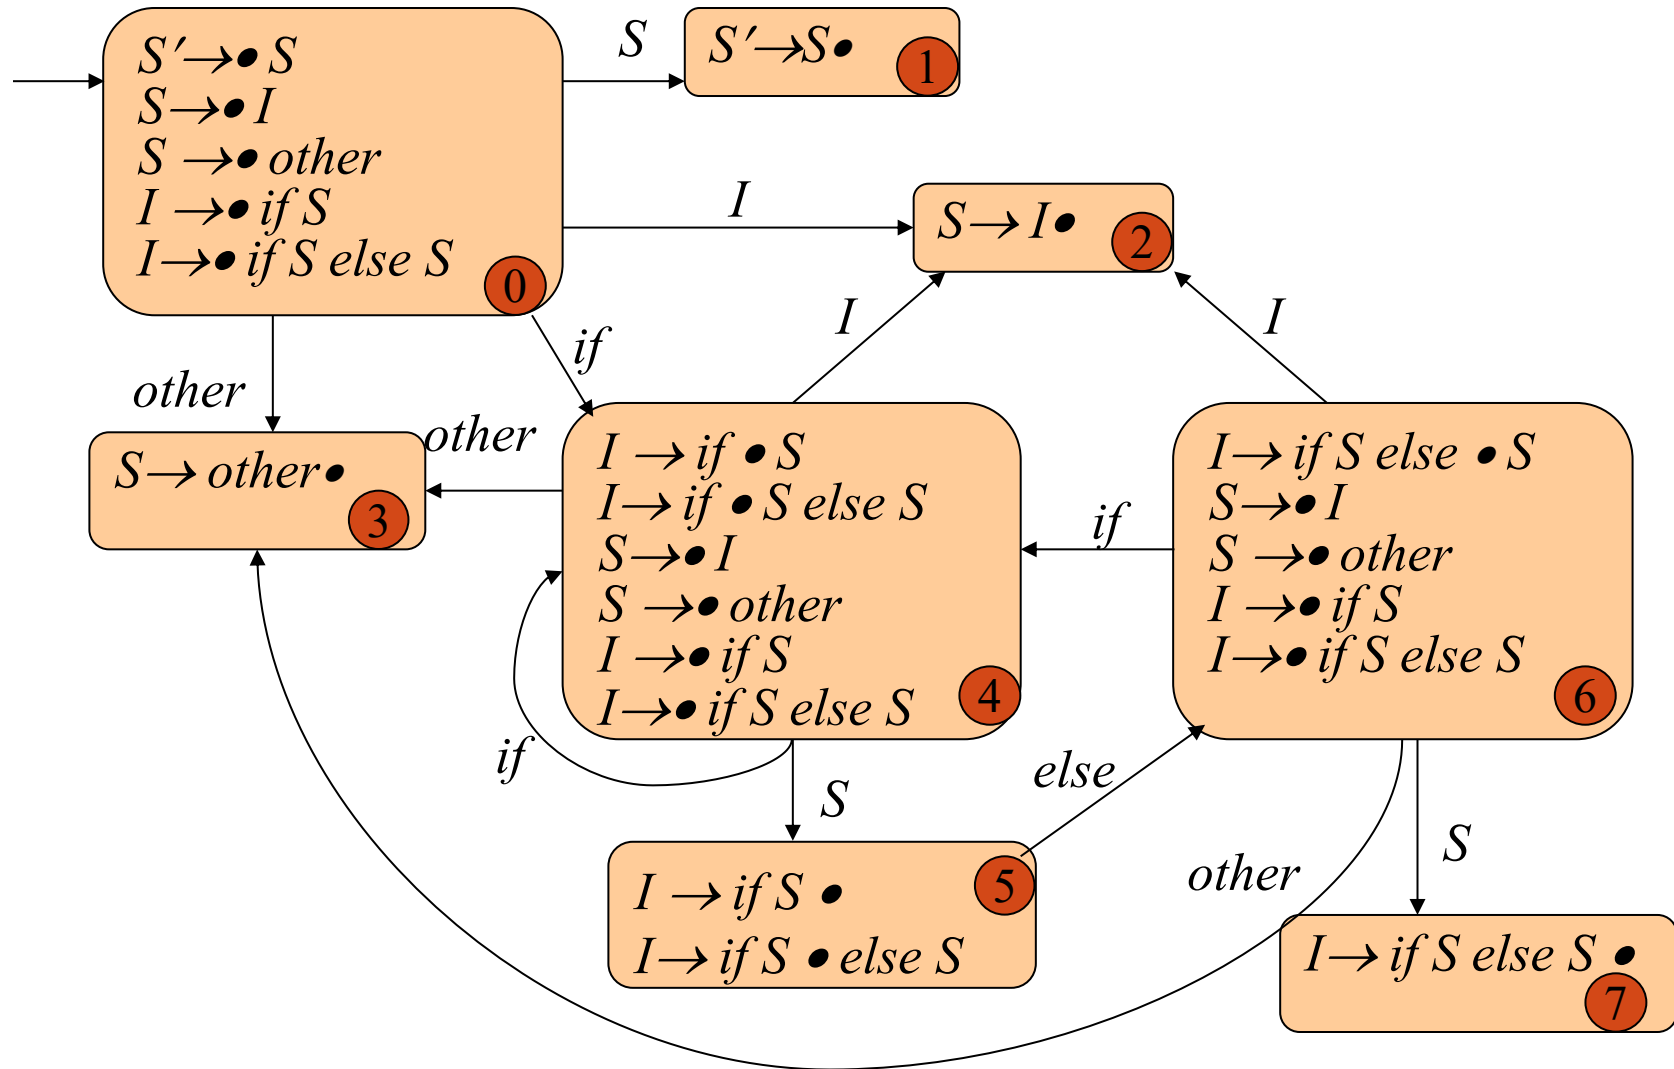 S′→• S
S→• I
S →• other
I →• if S
I→• if S else S
0
S
S′→S•
1
I
S→ I•
2
other
if
I
I
S→ other•
3
other
I → if • S
I→ if • S else S
S→• I
S →• other
I →• if S
I→• if S else S
4
if
I→ if S else • S
S→• I
S →• other
I →• if S
I→• if S else S
6
if
S
else
I → if S •
I→ if S • else S
5
other
S
I→ if S else S •
7